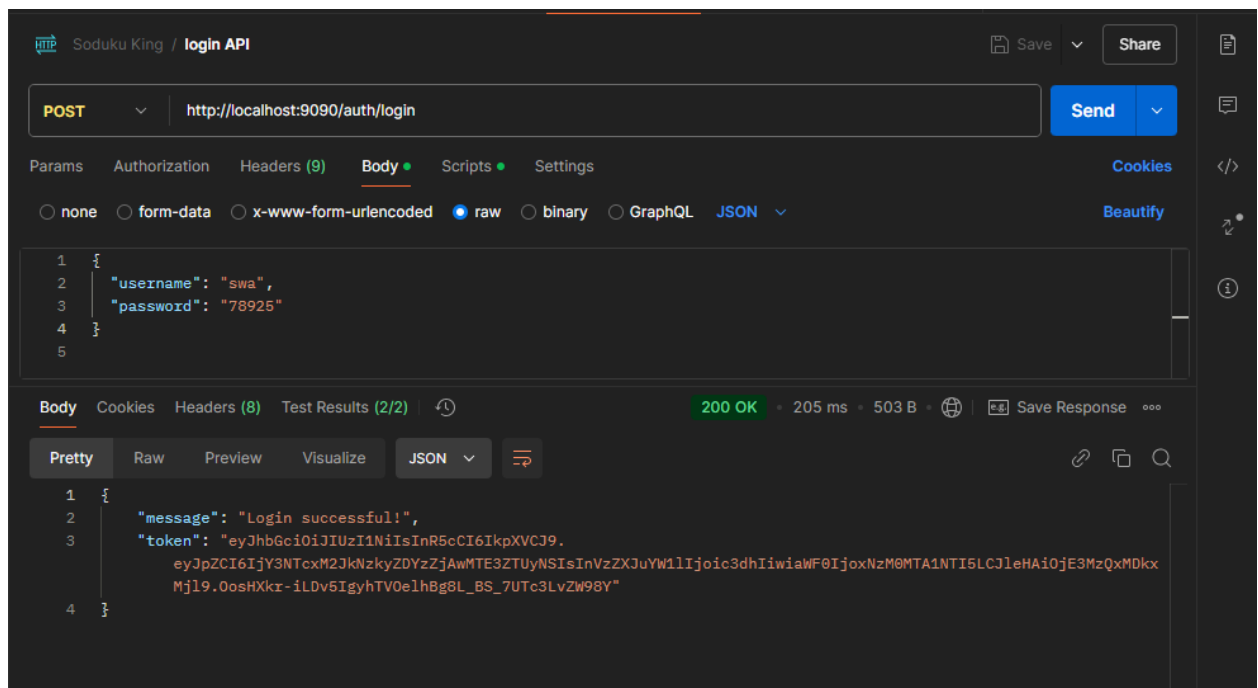 HTTP Soduku King / login API Save Share
POST http://localhost:9090/auth/login Send
Params Authorization Headers (9) Body Scripts Settings Cookies
none form-data x-www-form-urlencoded raw binary GraphQL JSON Beautify
1 {
2 "username": "swa",
3 "password": "78925"
4 }
5
Body Cookies Headers (8) Test Results (2/2) 200 OK • 205 ms • 503 B • e.g. Save Response
Pretty Raw Preview Visualize JSON
1 {
2 "message": "Login successful!",
3 "token": "eyJhbGciOiJIUzI1NiIsInR5cCI6IkpXVCJ9.
eyJpZCI6IjY3NTcxM2JkNzkyZDYzZjAwMTE3ZTUyNSIsInVzZXJuYW1lIjoic3dhIiwiaWF0IjoxNzM0MTA1NTI5LCJleHAiOjE3MzQxMDkx
Mjl9.OosHXkr-iLDv5IgyhTVOelhBg8L_BS_7UTc3LvZW98Y"
4 }